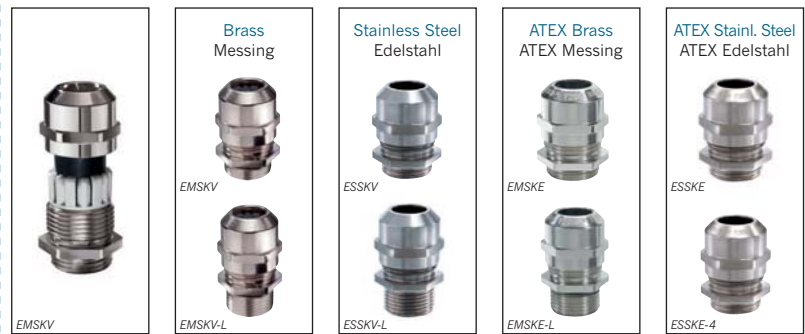 EMSKV
Brass
Messing
EMSKV
EMSKV-L
Stainless Steel
Edelstahl
ESSKV
ESSKV-L
ATEX Brass
ATEX Messing
EMSKE
EMSKE-L
ATEX Stainl. Steel
ATEX Edelstahl
ESSKE
ESSKE-4